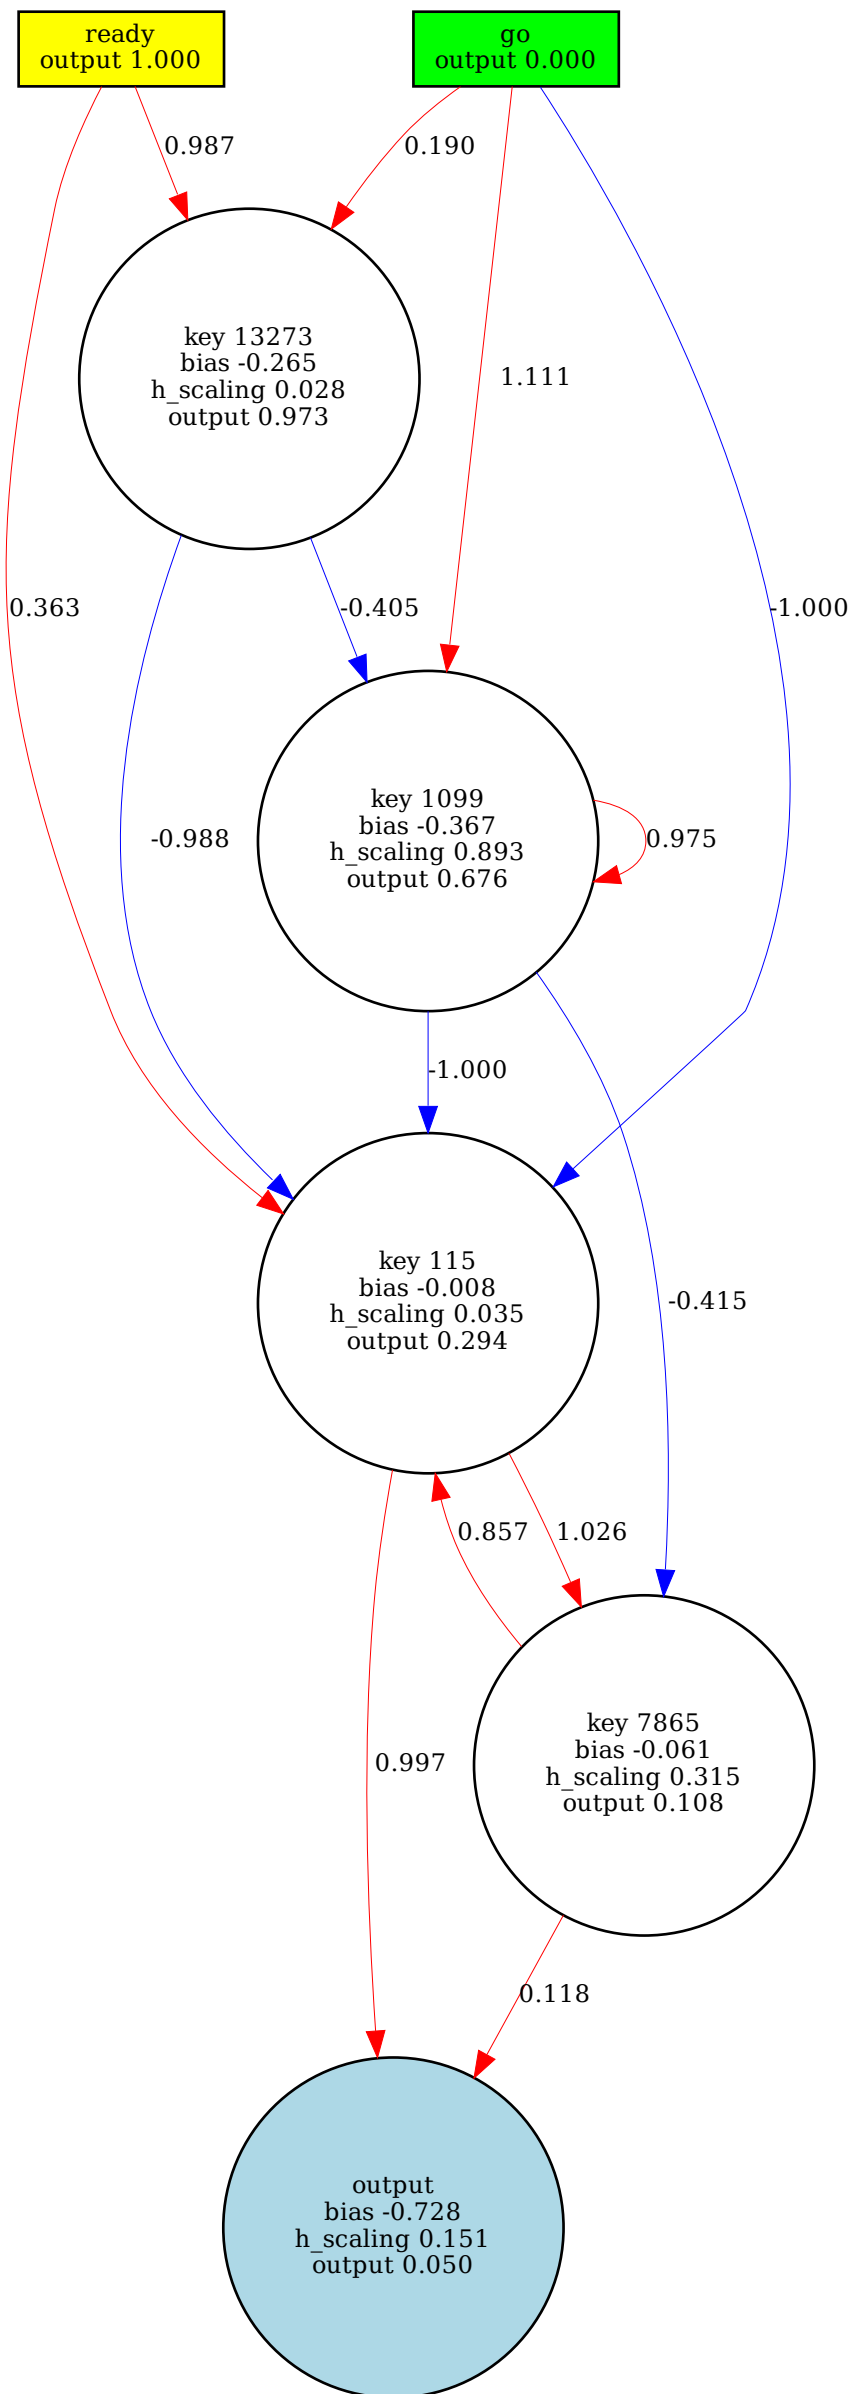 ready
output 1.000
go
output 0.000
0.987
0.190
key 13273
bias -0.265
h_scaling 0.028
output 0.973
1.111
0.363
-0.405
-1.000
key 1099
bias -0.367
h_scaling 0.893
output 0.676
-0.988
0.975
-1.000
key 115
bias -0.008
h_scaling 0.035
output 0.294
-0.415
0.857
1.026
key 7865
bias -0.061
h_scaling 0.315
output 0.108
0.997
0.118
output
bias -0.728
h_scaling 0.151
output 0.050